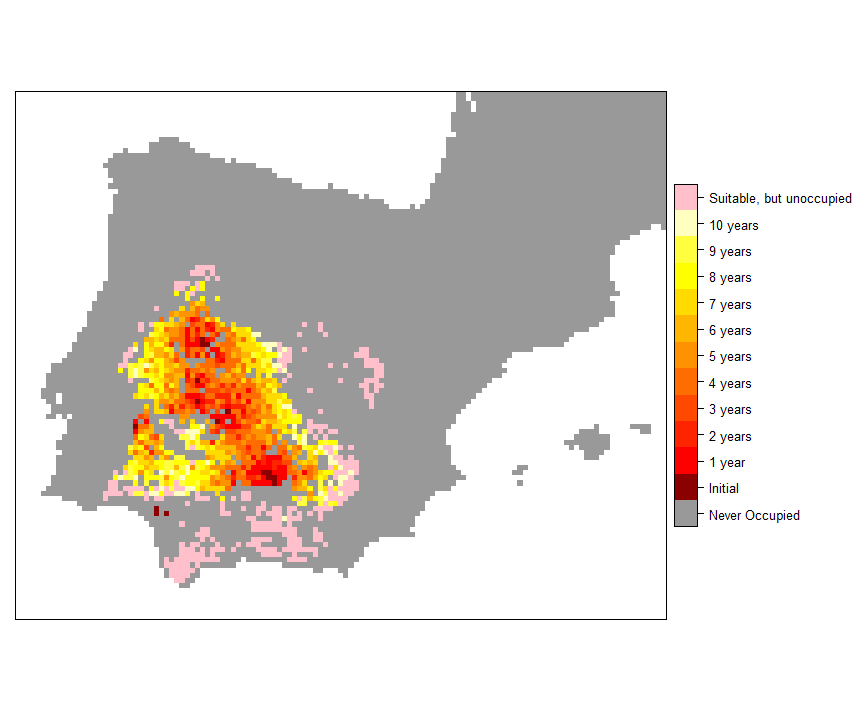 Suitable, but unoccupied
10 years
9 years
8 years
7 years
6 years
5 years
4 years
3 years
2 years
1 year
Initial
Never Occupied